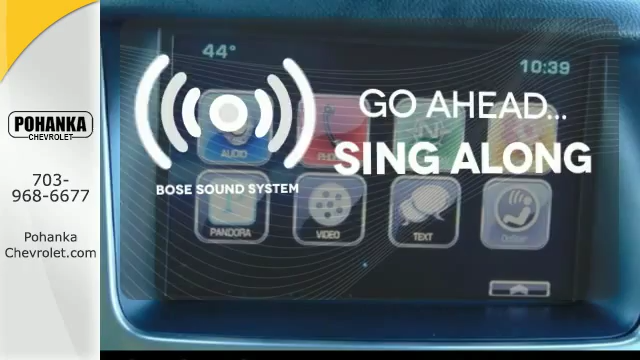 POHANKA
CHEVROLET
703-
968-6677
Pohanka
Chevrolet.com
44°
10:39
GO AHEAD...
SING ALONG
BOSE SOUND SYSTEM
AUDIO
PANDORA
VIDEO
TEXT
OnStar